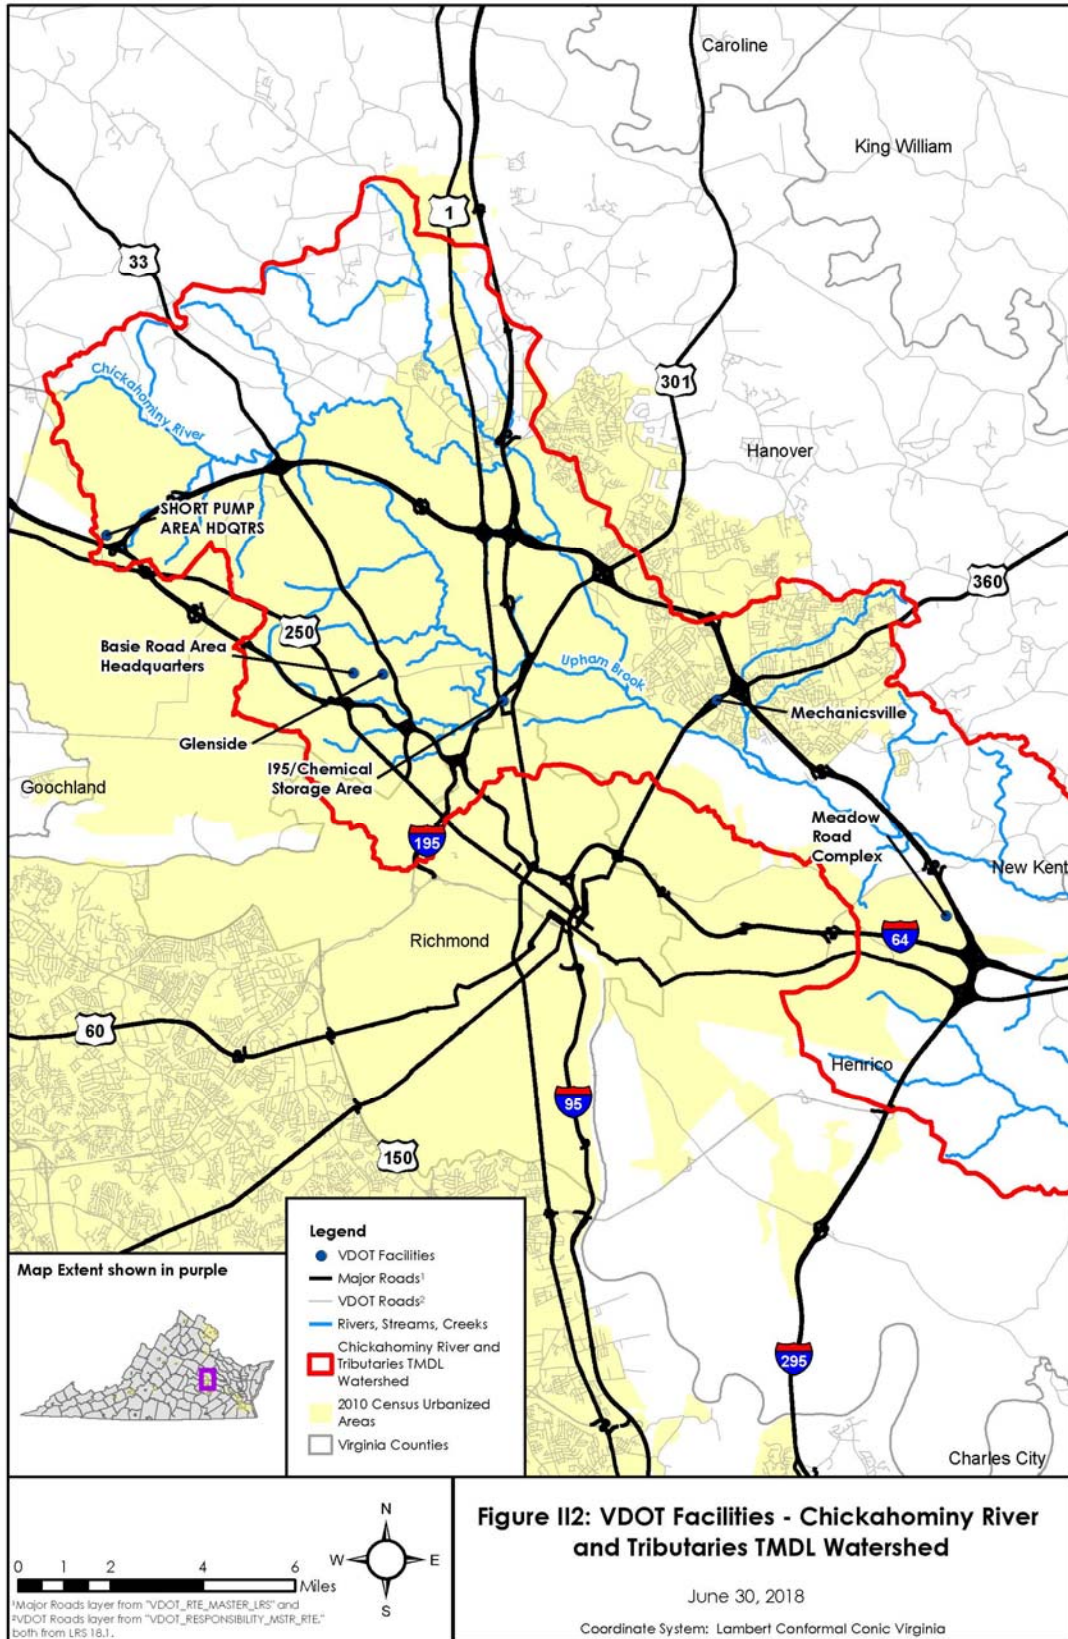 Caroline
King William
1
33
301
Chickahominy
River
Hanover
SHORT PUMP
AREA HDQTRS
360
250
Basie Road Area
Headquarters
Upham Brook
Glenside
Mechanicsville
I95/Chemical
Storage Area
Goochland
195
Meadow
Road
Complex
New Kent
Richmond
64
60
Henrico
95
150
295
Charles City
Legend
VDOT Facilities
Major Roads¹
VDOT Roads²
Rivers, Streams, Creeks
Chickahominy River and
Tributaries TMDL
Watershed
2010 Census Urbanized
Areas
Virginia Counties
Map Extent shown in purple
0 1 2 4 6
Miles
N
W E
S
¹Major Roads layer from "VDOT_RTE_MASTER_LRS" and
²VDOT Roads layer from "VDOT_RESPONSIBILITY_MSTR_RTE,"
both from LRS 18.1.
Figure II2: VDOT Facilities - Chickahominy River
and Tributaries TMDL Watershed
June 30, 2018
Coordinate System: Lambert Conformal Conic Virginia